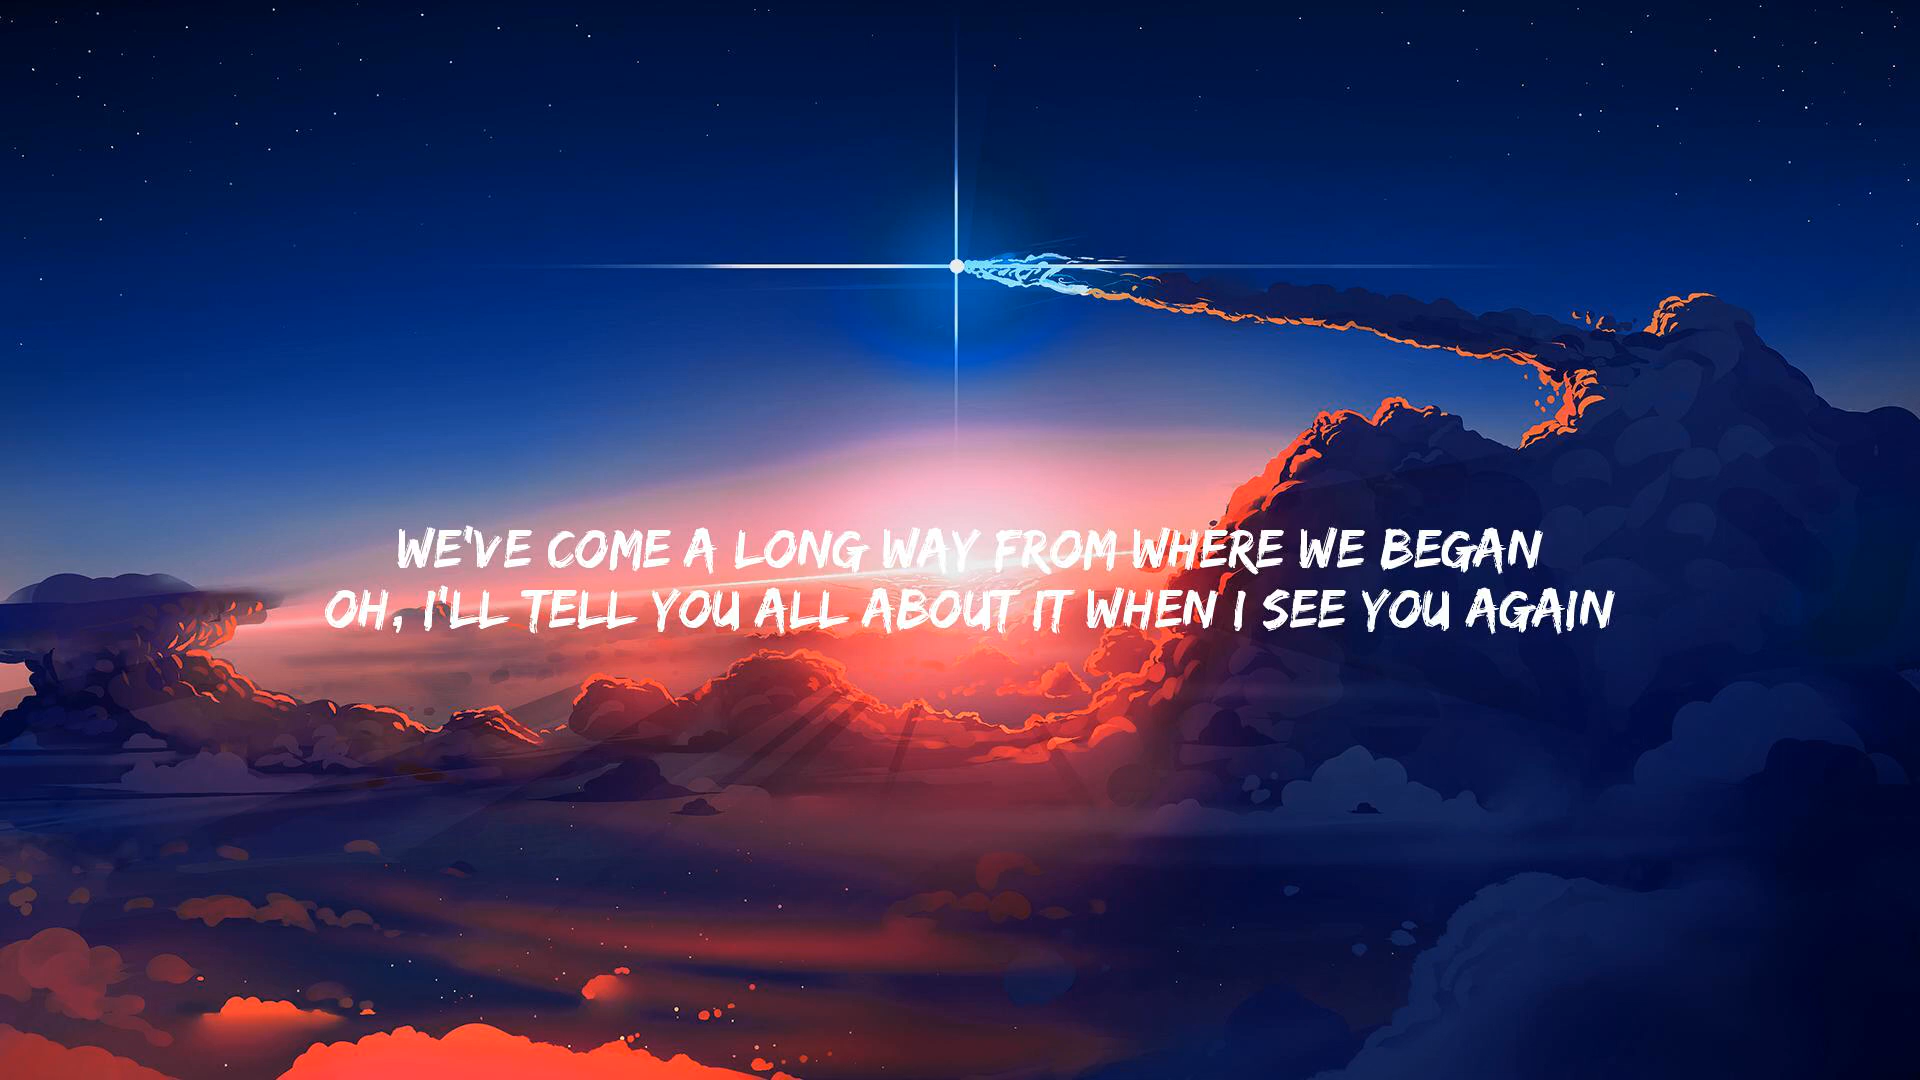 WE'VE COME A LONG WAY FROM WHERE WE BEGAN
OH, I'LL TELL YOU ALL ABOUT IT WHEN I SEE YOU AGAIN